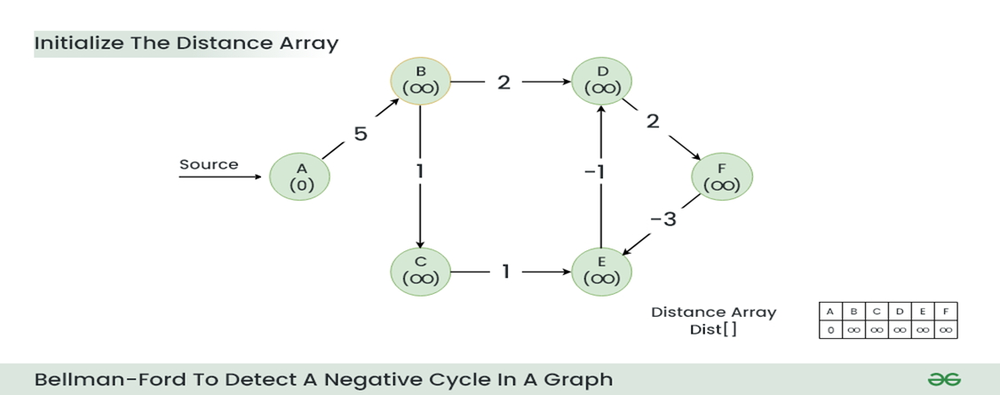 Initialize The Distance Array
B
(∞)
2
D
(∞)
5
2
Source
A
(0)
1
−1
F
(∞)
−3
C
(∞)
1
E
(∞)
Distance Array
Dist[]
A B C D E F
0 ∞ ∞ ∞ ∞ ∞
Bellman-Ford To Detect A Negative Cycle In A Graph